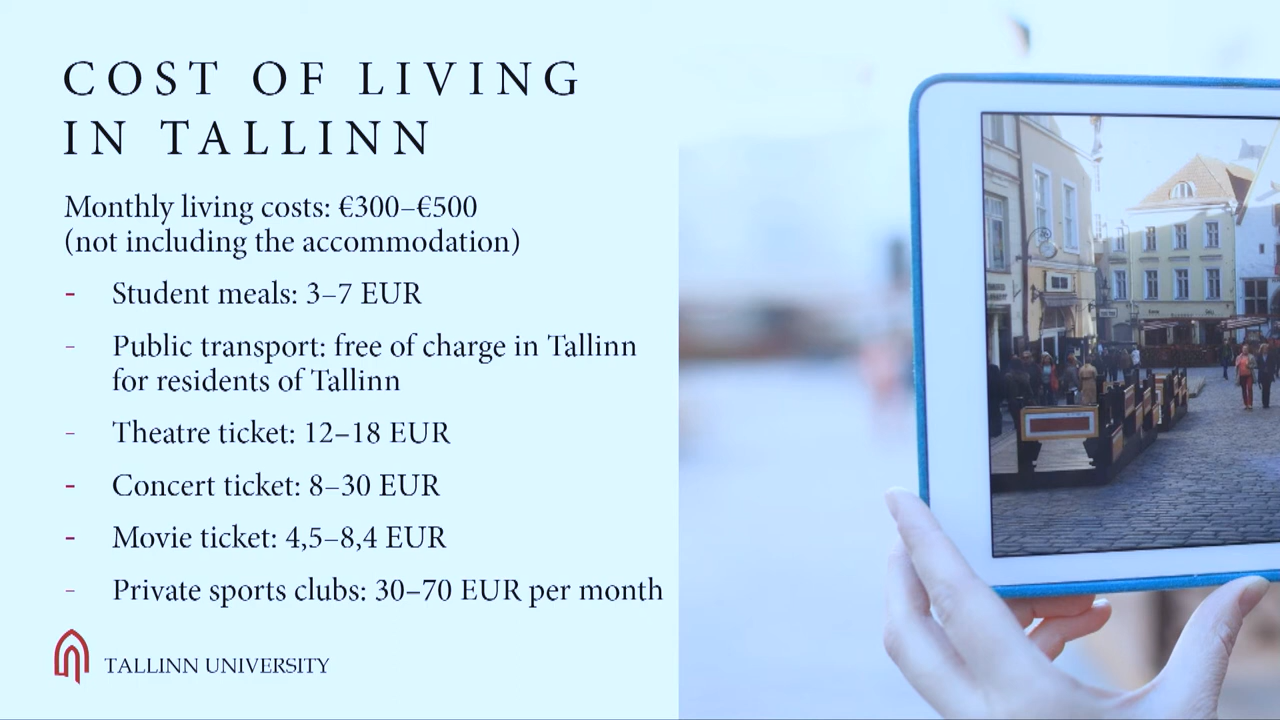 COST OF LIVING
IN TALLINN
Monthly living costs: €300–€500
(not including the accommodation)
- Student meals: 3–7 EUR
- Public transport: free of charge in Tallinn
for residents of Tallinn
- Theatre ticket: 12–18 EUR
- Concert ticket: 8–30 EUR
- Movie ticket: 4,5–8,4 EUR
- Private sports clubs: 30–70 EUR per month
TALLINN UNIVERSITY